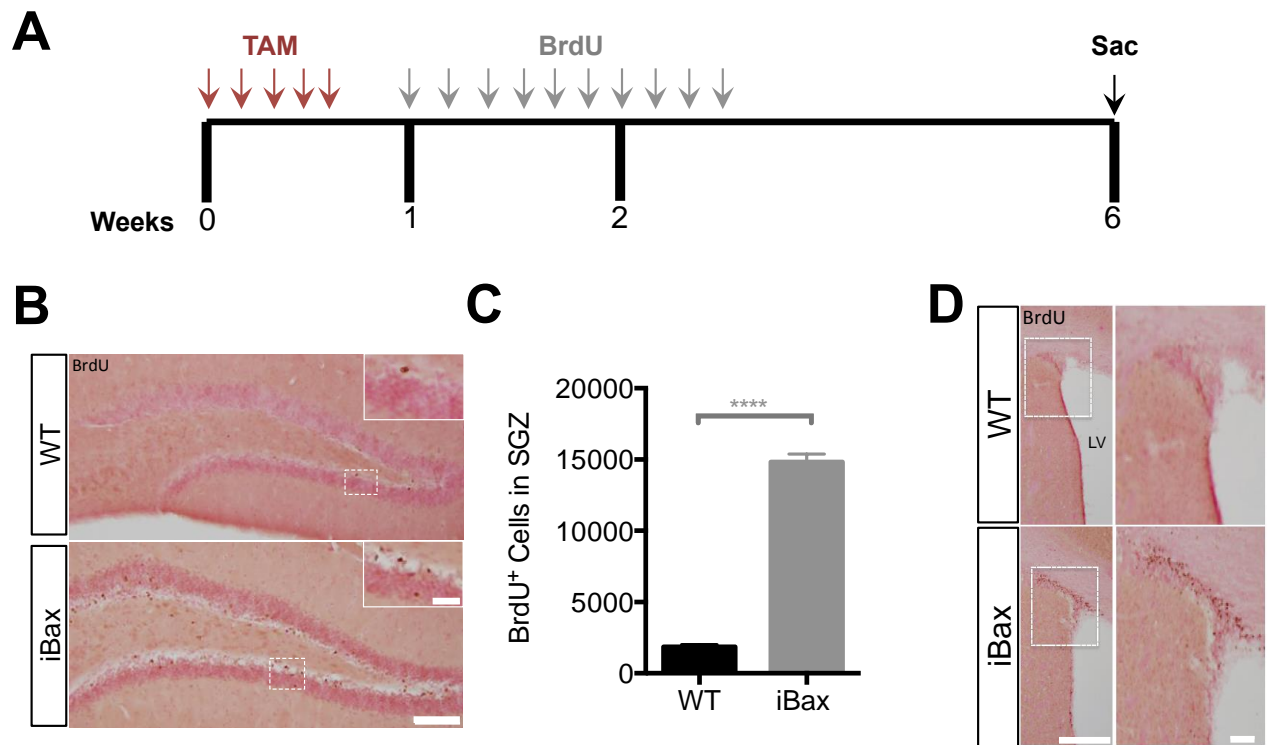 A
TAM BrdU Sac
Weeks 0 1 2 6
B
WT
BrdU
iBax
C
BrdU⁺ Cells in SGZ
20000
15000
10000
5000
0
****
WT iBax
D
WT
BrdU
LV
iBax